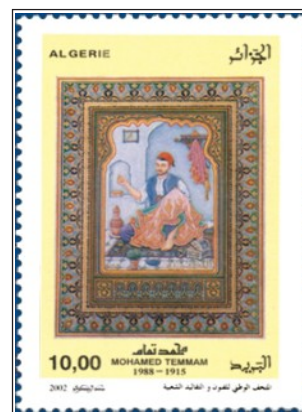 ALGERIE الجزائر
محمد تمام
10,00 MOHAMED TEMMAM البريد
1988 – 1915
2002 المتحف الوطني للفنون و التقاليد الشعبية